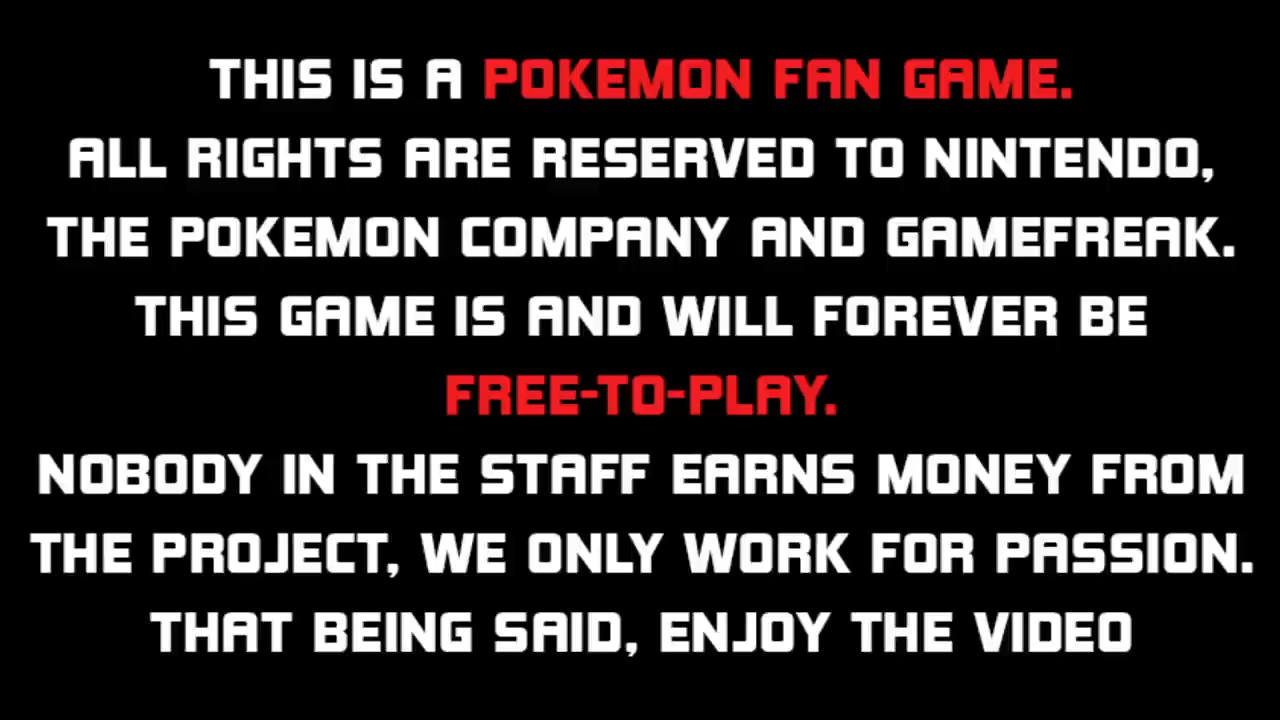 THIS IS A POKEMON FAN GAME.
ALL RIGHTS ARE RESERVED TO NINTENDO,
THE POKEMON COMPANY AND GAMEFREAK.
THIS GAME IS AND WILL FOREVER BE
FREE-TO-PLAY.
NOBODY IN THE STAFF EARNS MONEY FROM
THE PROJECT, WE ONLY WORK FOR PASSION.
THAT BEING SAID, ENJOY THE VIDEO